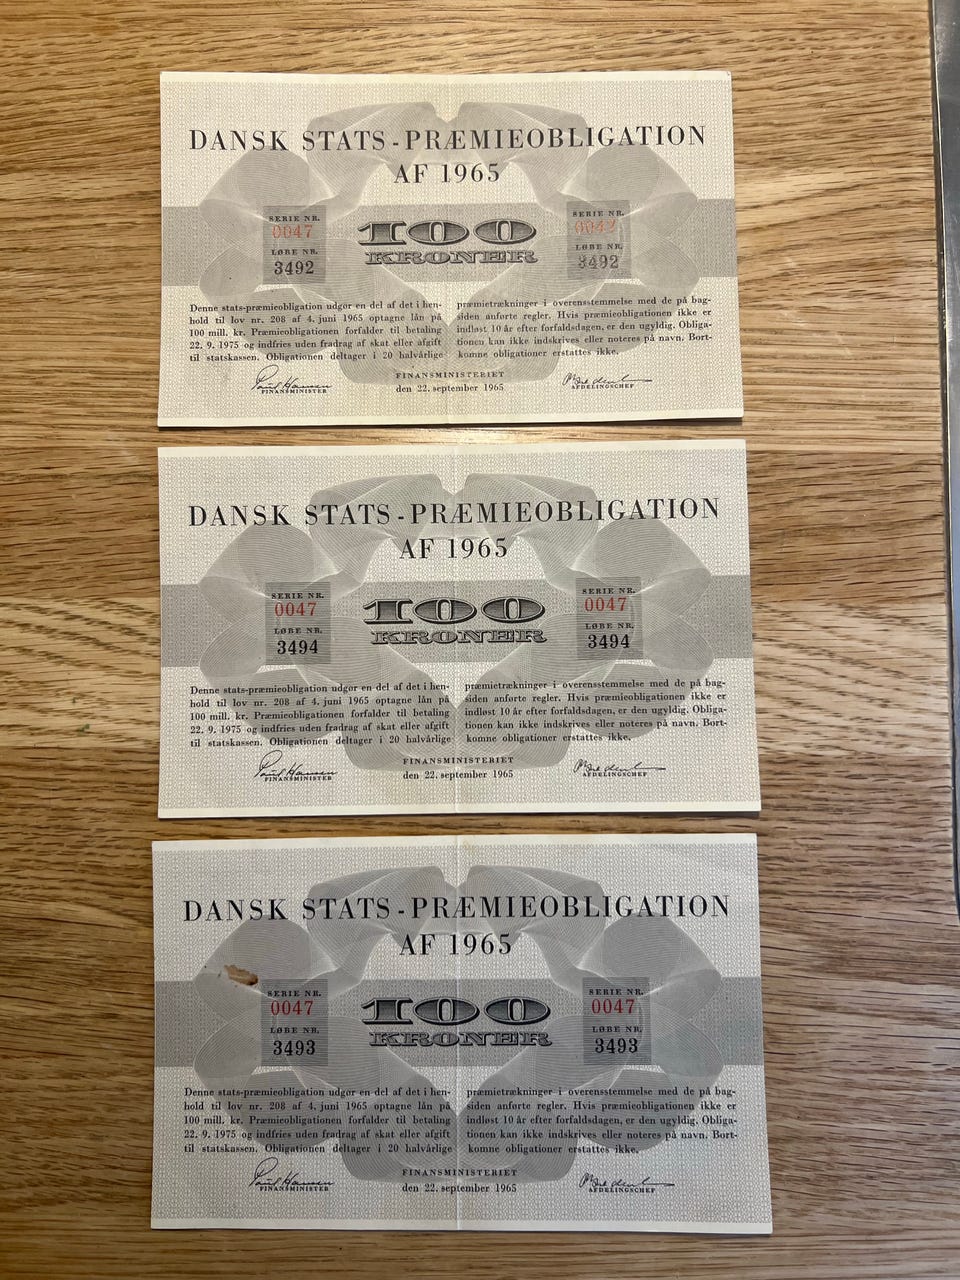 DANSK STATS-PRÆMIEOBLIGATION
AF 1965
SERIE NR.
0047
LØBE NR.
3492
100
KRONER
SERIE NR.
0047
LØBE NR.
3492
Denne stats-præmieobligation udgør en del af det i hen-
hold til lov nr. 208 af 4. juni 1965 optagne lån på
100 mill. kr. Præmieobligationen forfalder til betaling
22. 9. 1975 og indfries uden fradrag af skat eller afgift
til statskassen. Obligationen deltager i 20 halvårlige
præmietrækninger i overensstemmelse med de på bag-
siden anførte regler. Hvis præmieobligationen ikke er
indløst 10 år efter forfaldsdagen, er den ugyldig. Obliga-
tionen kan ikke indskrives eller noteres på navn. Bort-
komne obligationer erstattes ikke.
FINANSMINISTERIET
den 22. september 1965
Poul Hansen
FINANSMINISTER
AFDELINGSCHEF
DANSK STATS-PRÆMIEOBLIGATION
AF 1965
SERIE NR.
0047
LØBE NR.
3494
100
KRONER
SERIE NR.
0047
LØBE NR.
3494
Denne stats-præmieobligation udgør en del af det i hen-
hold til lov nr. 208 af 4. juni 1965 optagne lån på
100 mill. kr. Præmieobligationen forfalder til betaling
22. 9. 1975 og indfries uden fradrag af skat eller afgift
til statskassen. Obligationen deltager i 20 halvårlige
præmietrækninger i overensstemmelse med de på bag-
siden anførte regler. Hvis præmieobligationen ikke er
indløst 10 år efter forfaldsdagen, er den ugyldig. Obliga-
tionen kan ikke indskrives eller noteres på navn. Bort-
komne obligationer erstattes ikke.
FINANSMINISTERIET
den 22. september 1965
Poul Hansen
FINANSMINISTER
AFDELINGSCHEF
DANSK STATS-PRÆMIEOBLIGATION
AF 1965
SERIE NR.
0047
LØBE NR.
3493
100
KRONER
SERIE NR.
0047
LØBE NR.
3493
Denne stats-præmieobligation udgør en del af det i hen-
hold til lov nr. 208 af 4. juni 1965 optagne lån på
100 mill. kr. Præmieobligationen forfalder til betaling
22. 9. 1975 og indfries uden fradrag af skat eller afgift
til statskassen. Obligationen deltager i 20 halvårlige
præmietrækninger i overensstemmelse med de på bag-
siden anførte regler. Hvis præmieobligationen ikke er
indløst 10 år efter forfaldsdagen, er den ugyldig. Obliga-
tionen kan ikke indskrives eller noteres på navn. Bort-
komne obligationer erstattes ikke.
FINANSMINISTERIET
den 22. september 1965
Poul Hansen
FINANSMINISTER
AFDELINGSCHEF